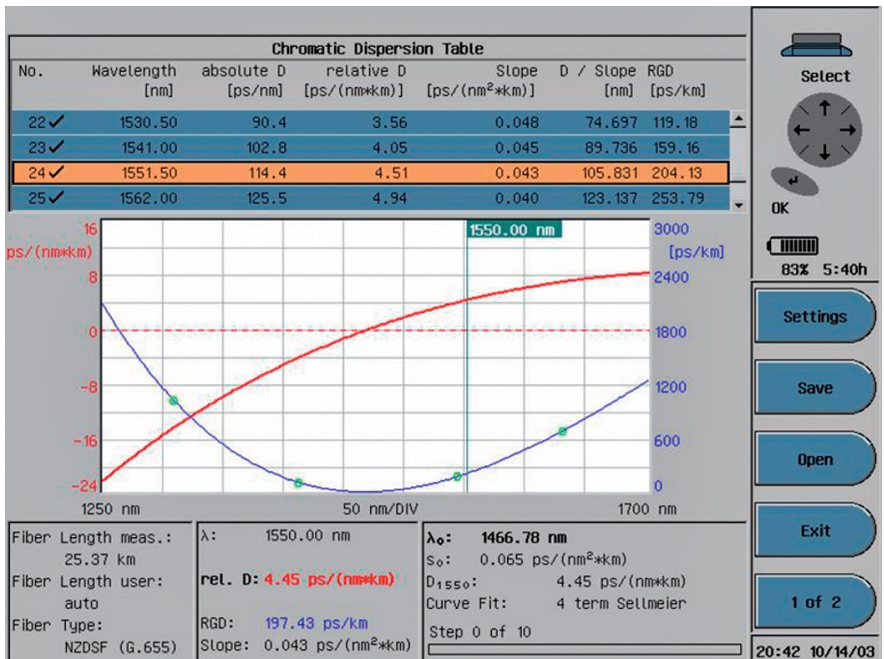 Chromatic Dispersion Table
No. Wavelength absolute D relative D Slope D / Slope RGD
[nm] [ps/nm] [ps/(nm*km)] [ps/(nm²*km)] [nm] [ps/km]
22✓ 1530.50 90.4 3.56 0.048 74.697 119.18
23✓ 1541.00 102.8 4.05 0.045 89.736 159.16
24✓ 1551.50 114.4 4.51 0.043 105.831 204.13
25✓ 1562.00 125.5 4.94 0.040 123.137 253.79
16
ps/(nm*km)
8
0
-8
-16
-24
1550.00 nm
3000
[ps/km]
2400
1800
1200
600
0
1250 nm 50 nm/DIV 1700 nm
Fiber Length meas.:
25.37 km
Fiber Length user:
auto
Fiber Type:
NZDSF (G.655)
λ: 1550.00 nm
rel. D: 4.45 ps/(nm*km)
RGD: 197.43 ps/km
Slope: 0.043 ps/(nm²*km)
λ₀: 1466.78 nm
s₀: 0.065 ps/(nm²*km)
D₁₅₅₀: 4.45 ps/(nm*km)
Curve Fit: 4 term Sellmeier
Step 0 of 10
Select
OK
83% 5:40h
Settings
Save
Open
Exit
1 of 2
20:42 10/14/03